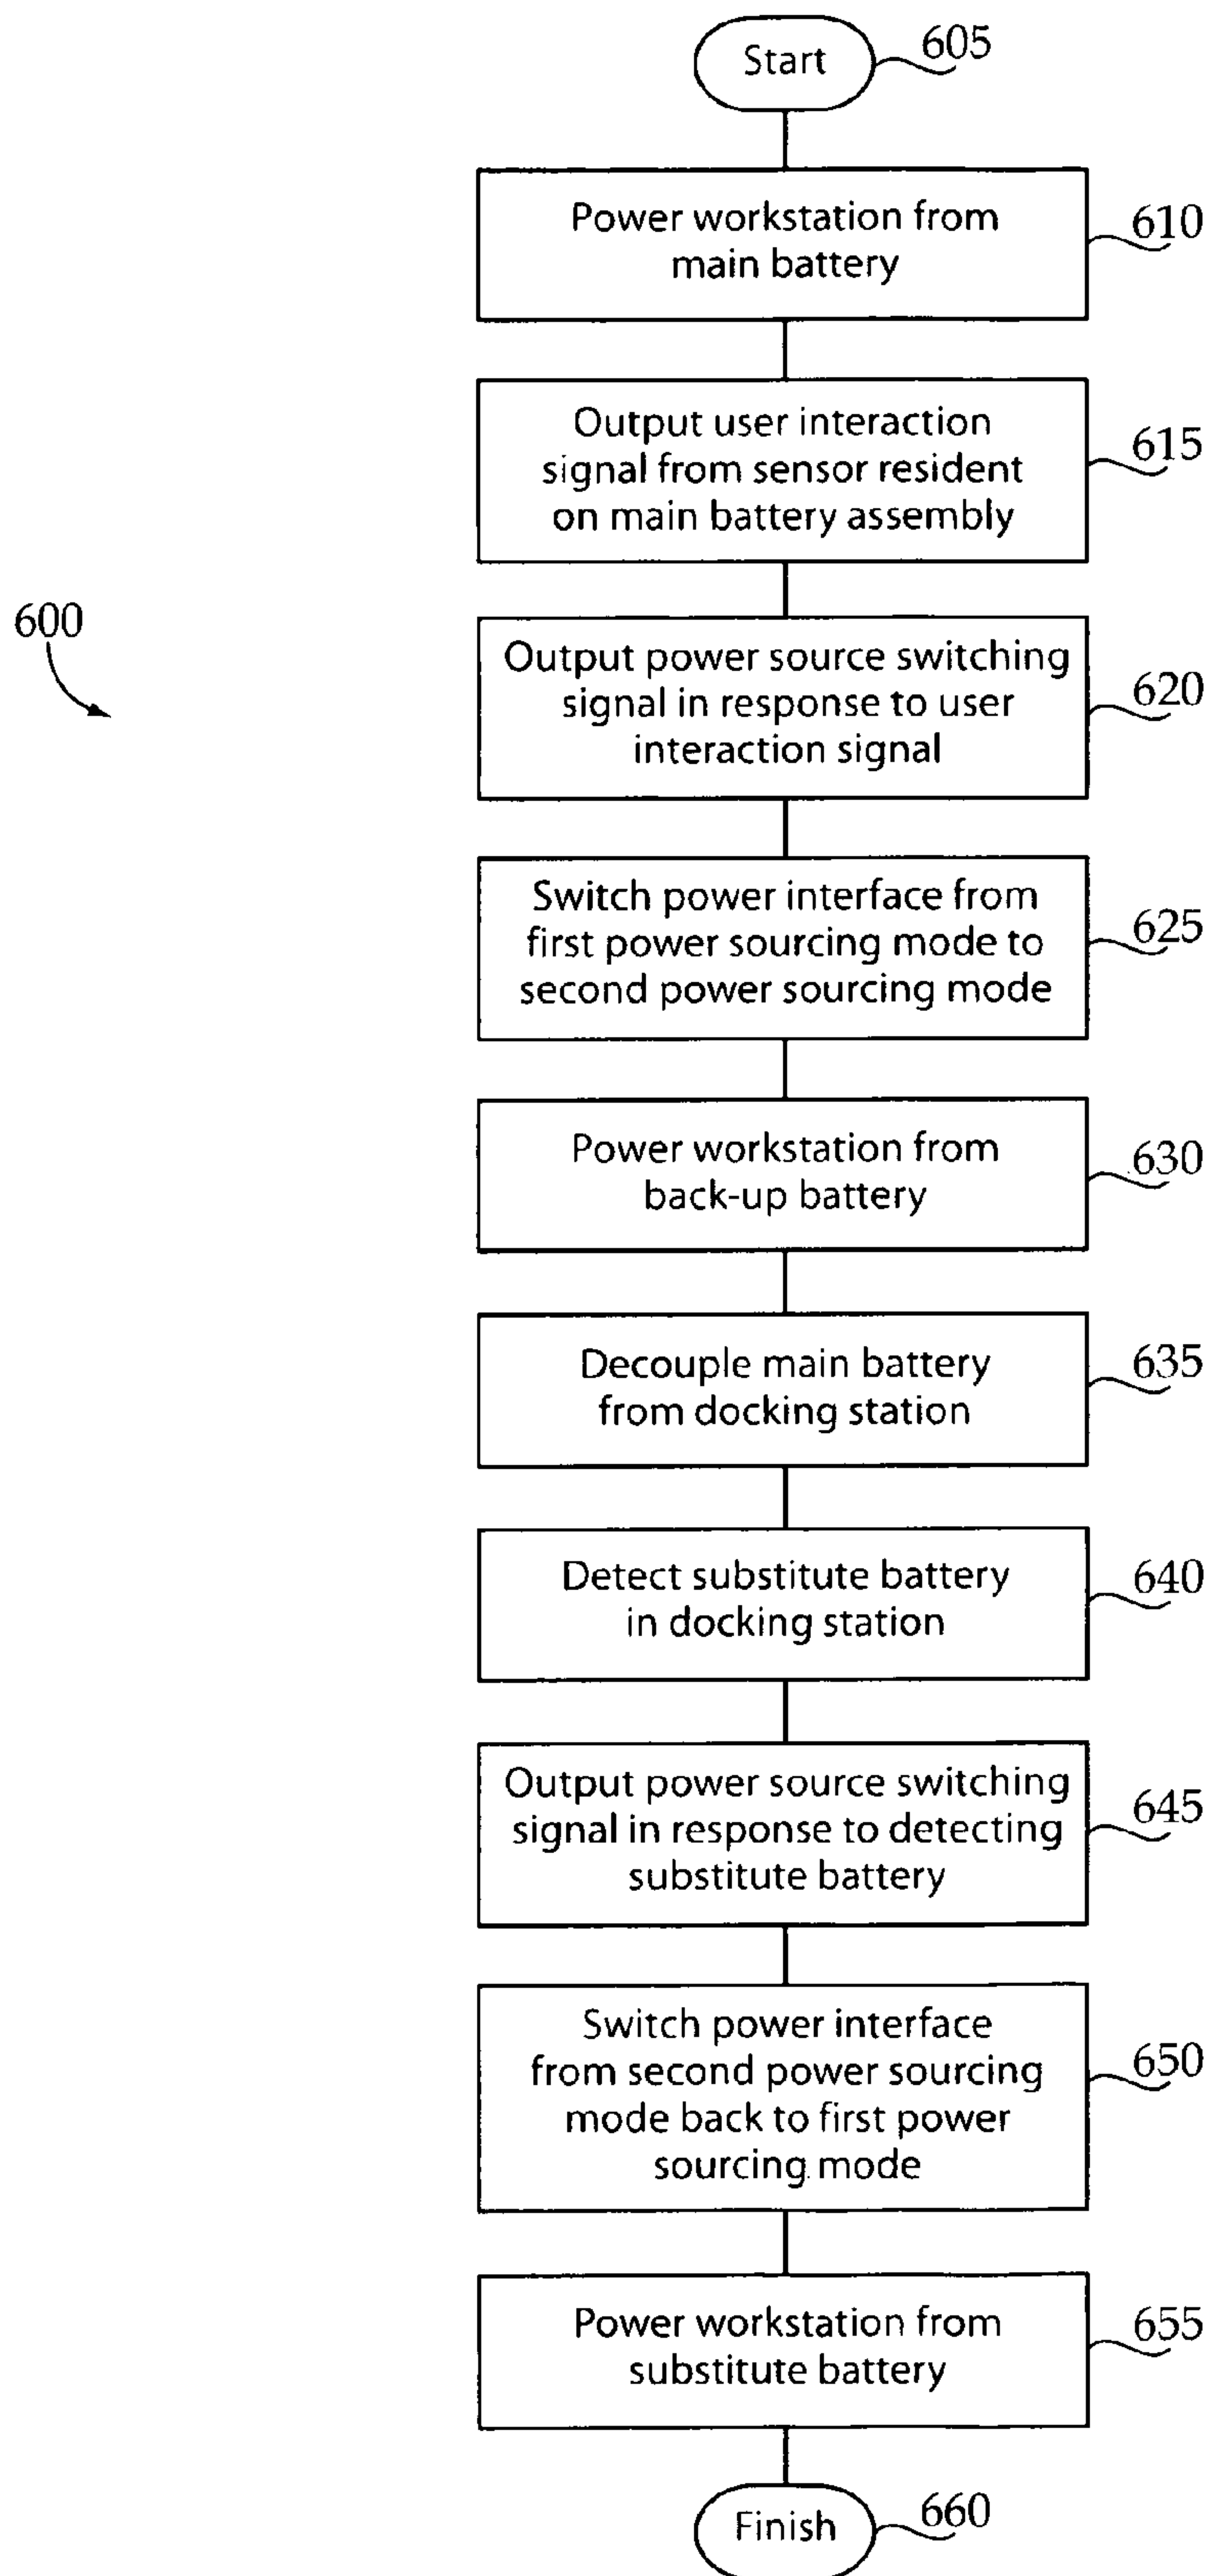 Start
605
Power workstation from
main battery
610
Output user interaction
signal from sensor resident
on main battery assembly
615
600
Output power source switching
signal in response to user
interaction signal
620
Switch power interface from
first power sourcing mode to
second power sourcing mode
625
Power workstation from
back-up battery
630
Decouple main battery
from docking station
635
Detect substitute battery
in docking station
640
Output power source switching
signal in response to detecting
substitute battery
645
Switch power interface
from second power sourcing
mode back to first power
sourcing mode
650
Power workstation from
substitute battery
655
Finish
660